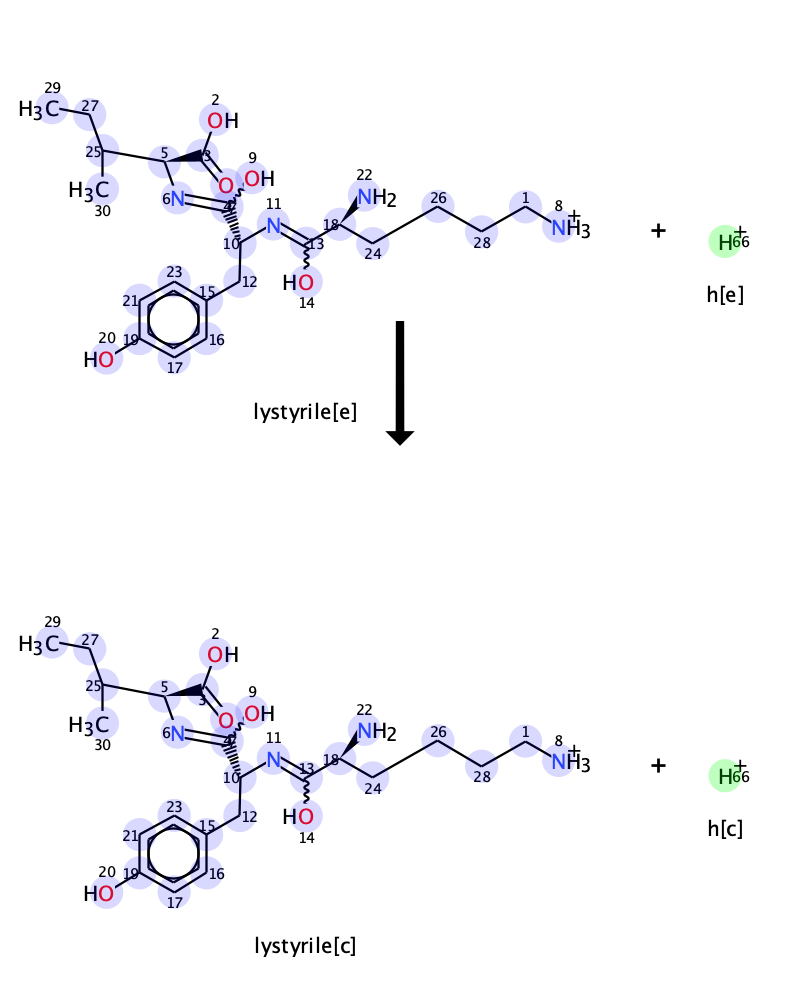 29
H3C 27 2
OH
25 5 3 9
O OH 22
H3C 6 N 4 11 NH2 26 1 8
30 N 18 NH3 + + H66
10 13 24 28
23 12 HO h[e]
21 15 14
20 19 16
HO 17
lystyrile[e]
29
H3C 27 2
OH
25 5 3 9
O OH 22
H3C 6 N 4 11 NH2 26 1 8
30 N 18 NH3 + + H66
10 13 24 28
23 12 HO h[c]
21 15 14
20 19 16
HO 17
lystyrile[c]